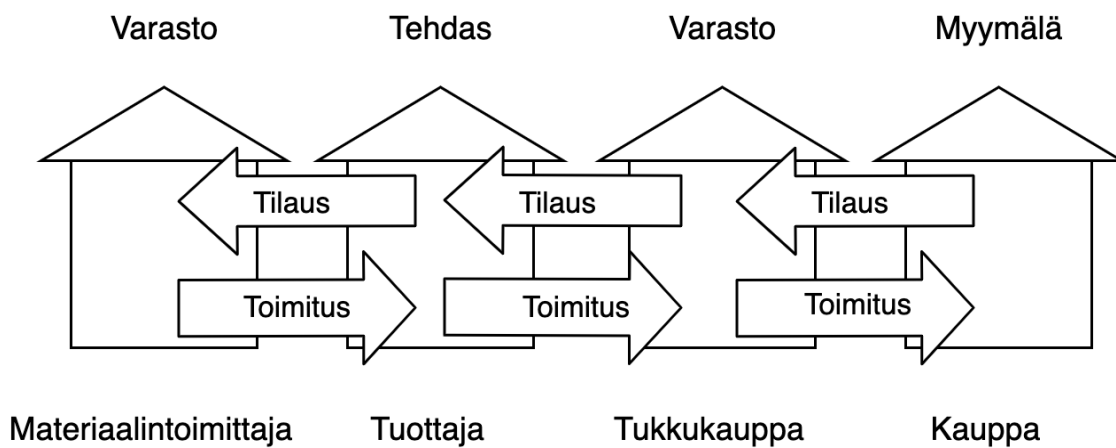 Varasto Tehdas Varasto Myymälä
Tilaus Tilaus Tilaus
Toimitus Toimitus Toimitus
Materiaalintoimittaja Tuottaja Tukkukauppa Kauppa